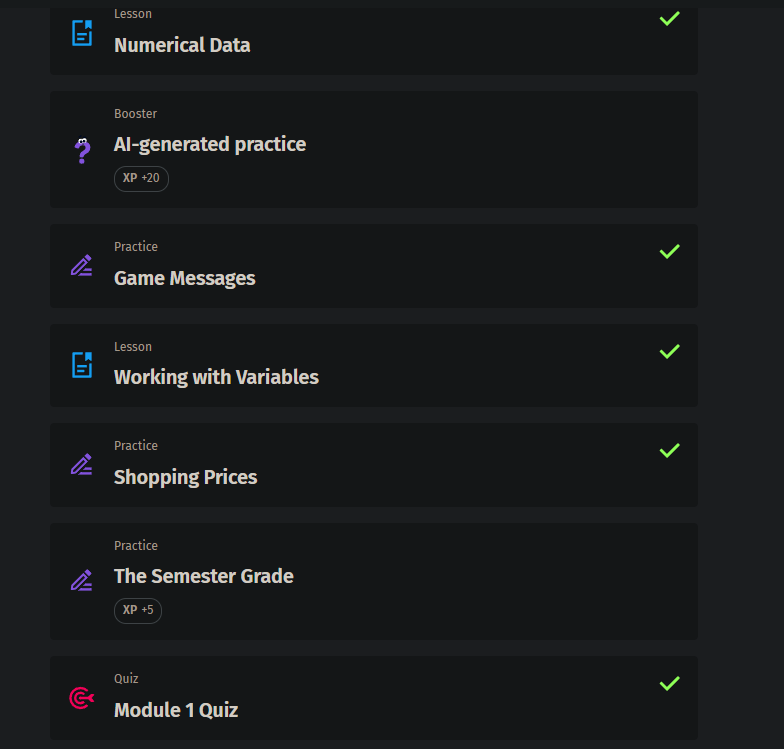 Lesson
Numerical Data
Booster
AI-generated practice
XP +20
Practice
Game Messages
Lesson
Working with Variables
Practice
Shopping Prices
Practice
The Semester Grade
XP +5
Quiz
Module 1 Quiz